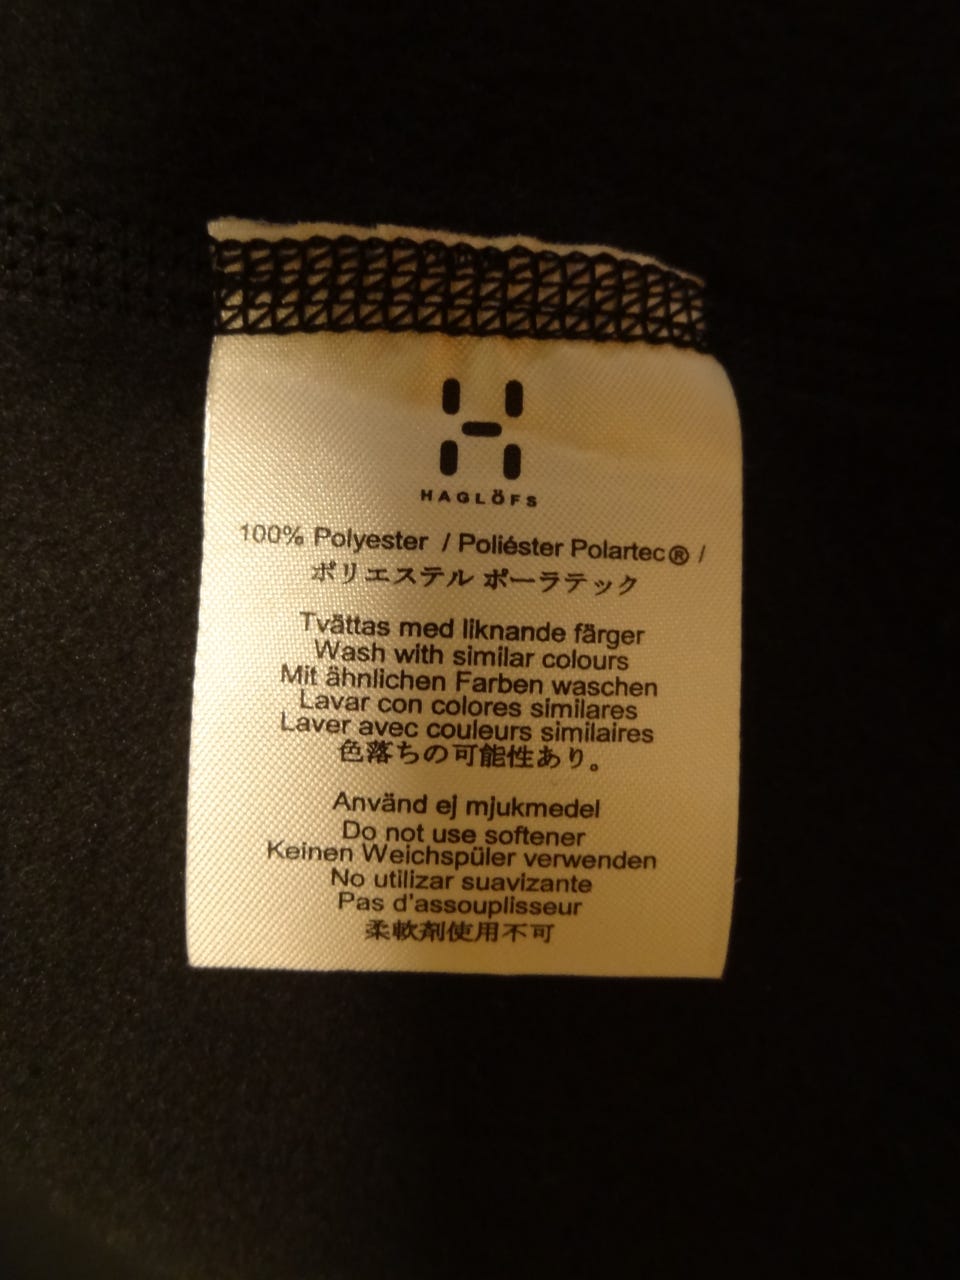 HAGLÖFS
100% Polyester / Poliéster Polartec® /
ポリエステル ポーラテック
Tvättas med liknande färger
Wash with similar colours
Mit ähnlichen Farben waschen
Lavar con colores similares
Laver avec couleurs similaires
色落ちの可能性あり。
Använd ej mjukmedel
Do not use softener
Keinen Weichspüler verwenden
No utilizar suavizante
Pas d'assouplisseur
柔軟剤使用不可